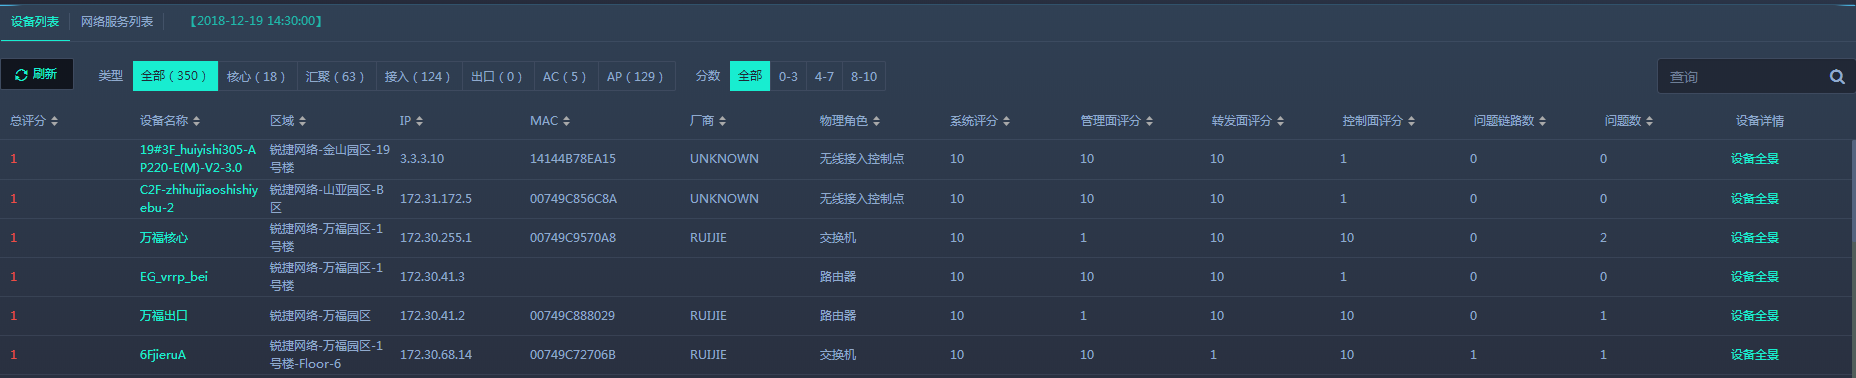 设备列表 网络服务列表 【2018-12-19 14:30:00】
刷新 类型 全部（350） 核心（18） 汇聚（63） 接入（124） 出口（0） AC（5） AP（129） 分数 全部 0-3 4-7 8-10 查询
总评分 设备名称 区域 IP MAC 厂商 物理角色 系统评分 管理面评分 转发面评分 控制面评分 问题链路数 问题数 设备详情
1 19#3F_huiyishi305-A 锐捷网络-金山园区-19 3.3.3.10 14144B78EA15 UNKNOWN 无线接入控制点 10 10 10 1 0 0 设备全景
P220-E(M)-V2-3.0 号楼
1 C2F-zhihuijiaoshishiy 锐捷网络-山亚园区-B 172.31.172.5 00749C856C8A UNKNOWN 无线接入控制点 10 10 10 1 0 0 设备全景
yebu-2 区
1 万福核心 锐捷网络-万福园区-1 172.30.255.1 00749C9570A8 RUIJIE 交换机 10 1 10 10 0 2 设备全景
号楼
1 EG_vrrp_bei 锐捷网络-万福园区-1 172.30.41.3 路由器 10 10 10 1 0 0 设备全景
号楼
1 万福出口 锐捷网络-万福园区 172.30.41.2 00749C888029 RUIJIE 路由器 10 1 10 10 0 1 设备全景
1 6FjieruA 锐捷网络-万福园区-1 172.30.68.14 00749C72706B RUIJIE 交换机 10 10 1 10 1 1 设备全景
号楼-Floor-6